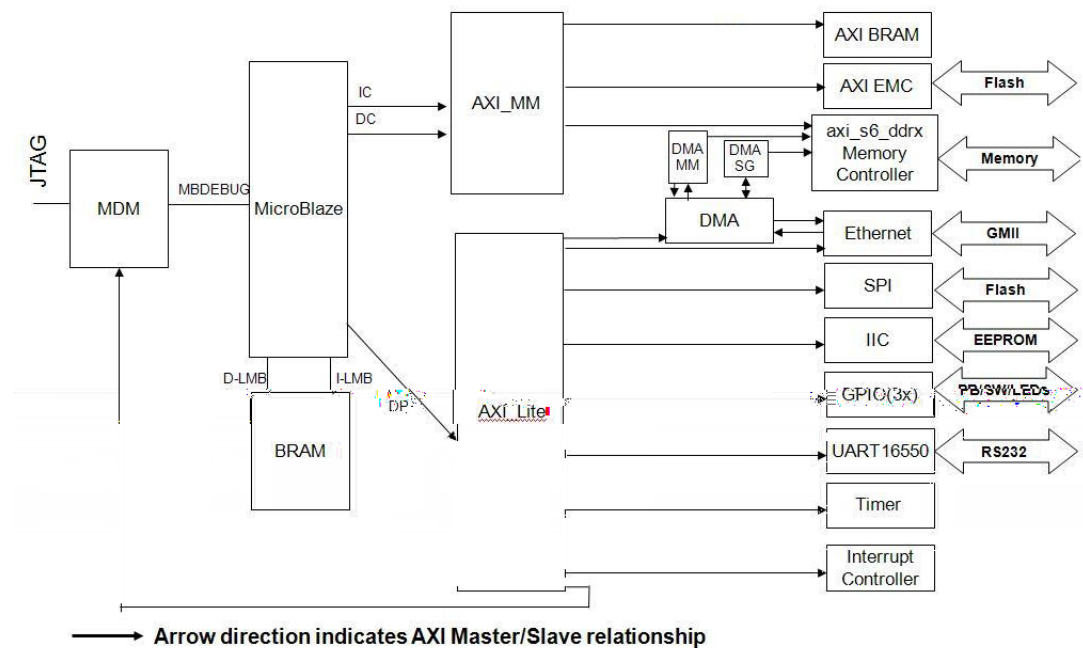 JTAG
MDM
MBDEBUG
MicroBlaze
IC
DC
D-LMB
I-LMB
BRAM
DP
AXI_MM
AXI_Lite
DMA
MM
DMA
SG
DMA
AXI BRAM
AXI EMC
Flash
axi_s6_ddrx
Memory
Controller
Memory
Ethernet
GMII
SPI
Flash
IIC
EEPROM
GPIO(3x)
PB/SW/LEDs
UART16550
RS232
Timer
Interrupt
Controller
Arrow direction indicates AXI Master/Slave relationship